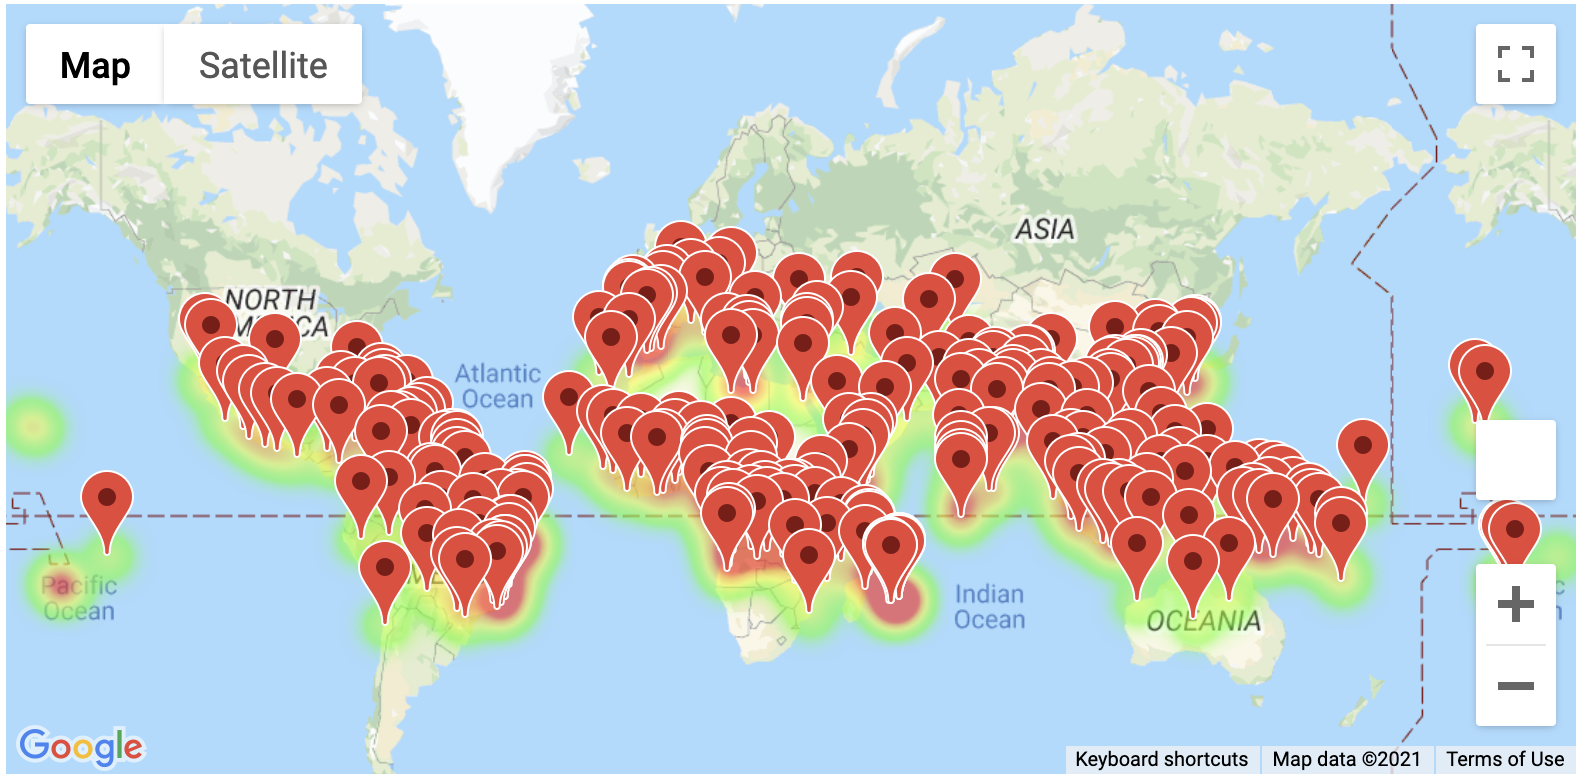 Map
Satellite
ASIA
NORTH
Atlantic
Ocean
Pacific
Ocean
Indian
Ocean
OCEANIA
Google
Keyboard shortcuts
Map data ©2021
Terms of Use